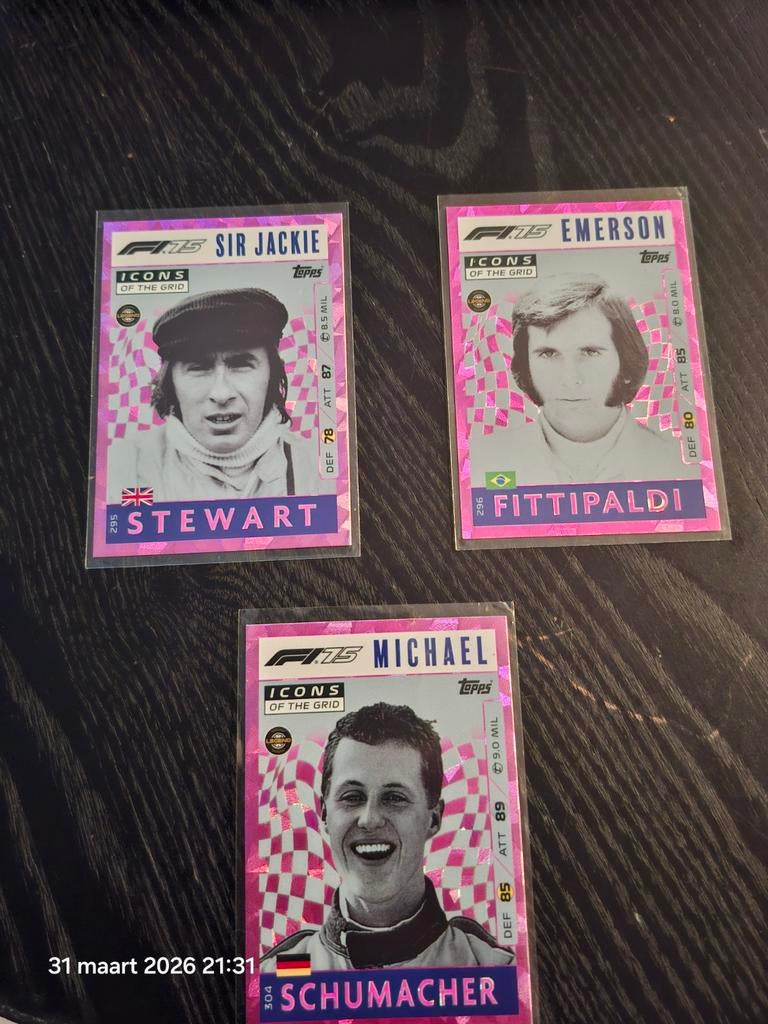 F1 75 SIR JACKIE
ICONS
OF THE GRID
Topps
LEGEND
DEF 78 ATT 87 8.5 MIL
295
STEWART
F1 75 EMERSON
ICONS
OF THE GRID
Topps
LEGEND
DEF 80 ATT 85 8.0 MIL
296
FITTIPALDI
F1 75 MICHAEL
ICONS
OF THE GRID
Topps
LEGEND
DEF 85 ATT 89 9.0 MIL
304
SCHUMACHER
31 maart 2026 21:31